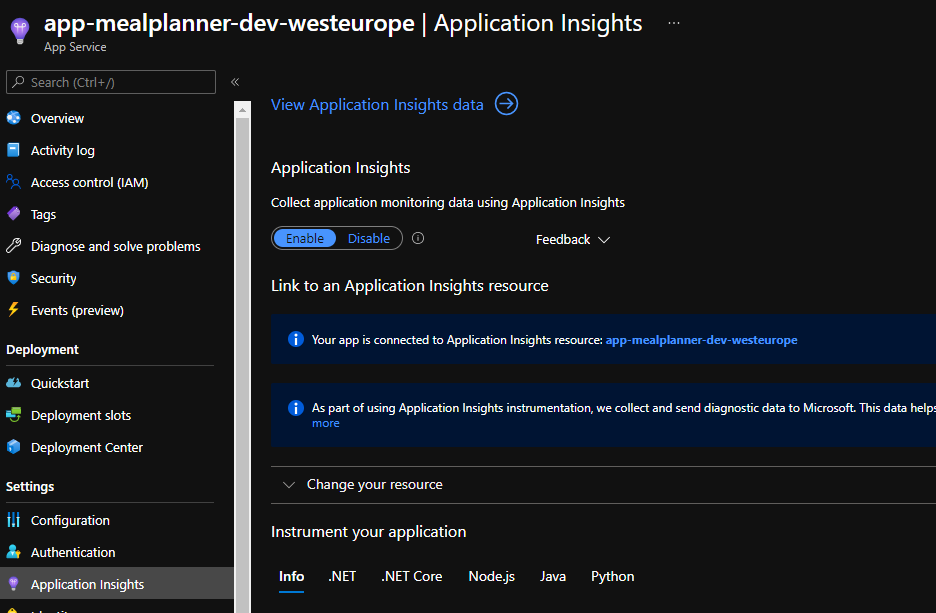 app-mealplanner-dev-westeurope | Application Insights ...
App Service
Search (Ctrl+/)
«
Overview
Activity log
Access control (IAM)
Tags
Diagnose and solve problems
Security
Events (preview)
Deployment
Quickstart
Deployment slots
Deployment Center
Settings
Configuration
Authentication
Application Insights
View Application Insights data
Application Insights
Collect application monitoring data using Application Insights
Enable Disable
Feedback
Link to an Application Insights resource
Your app is connected to Application Insights resource: app-mealplanner-dev-westeurope
As part of using Application Insights instrumentation, we collect and send diagnostic data to Microsoft. This data helps
more
Change your resource
Instrument your application
Info .NET .NET Core Node.js Java Python